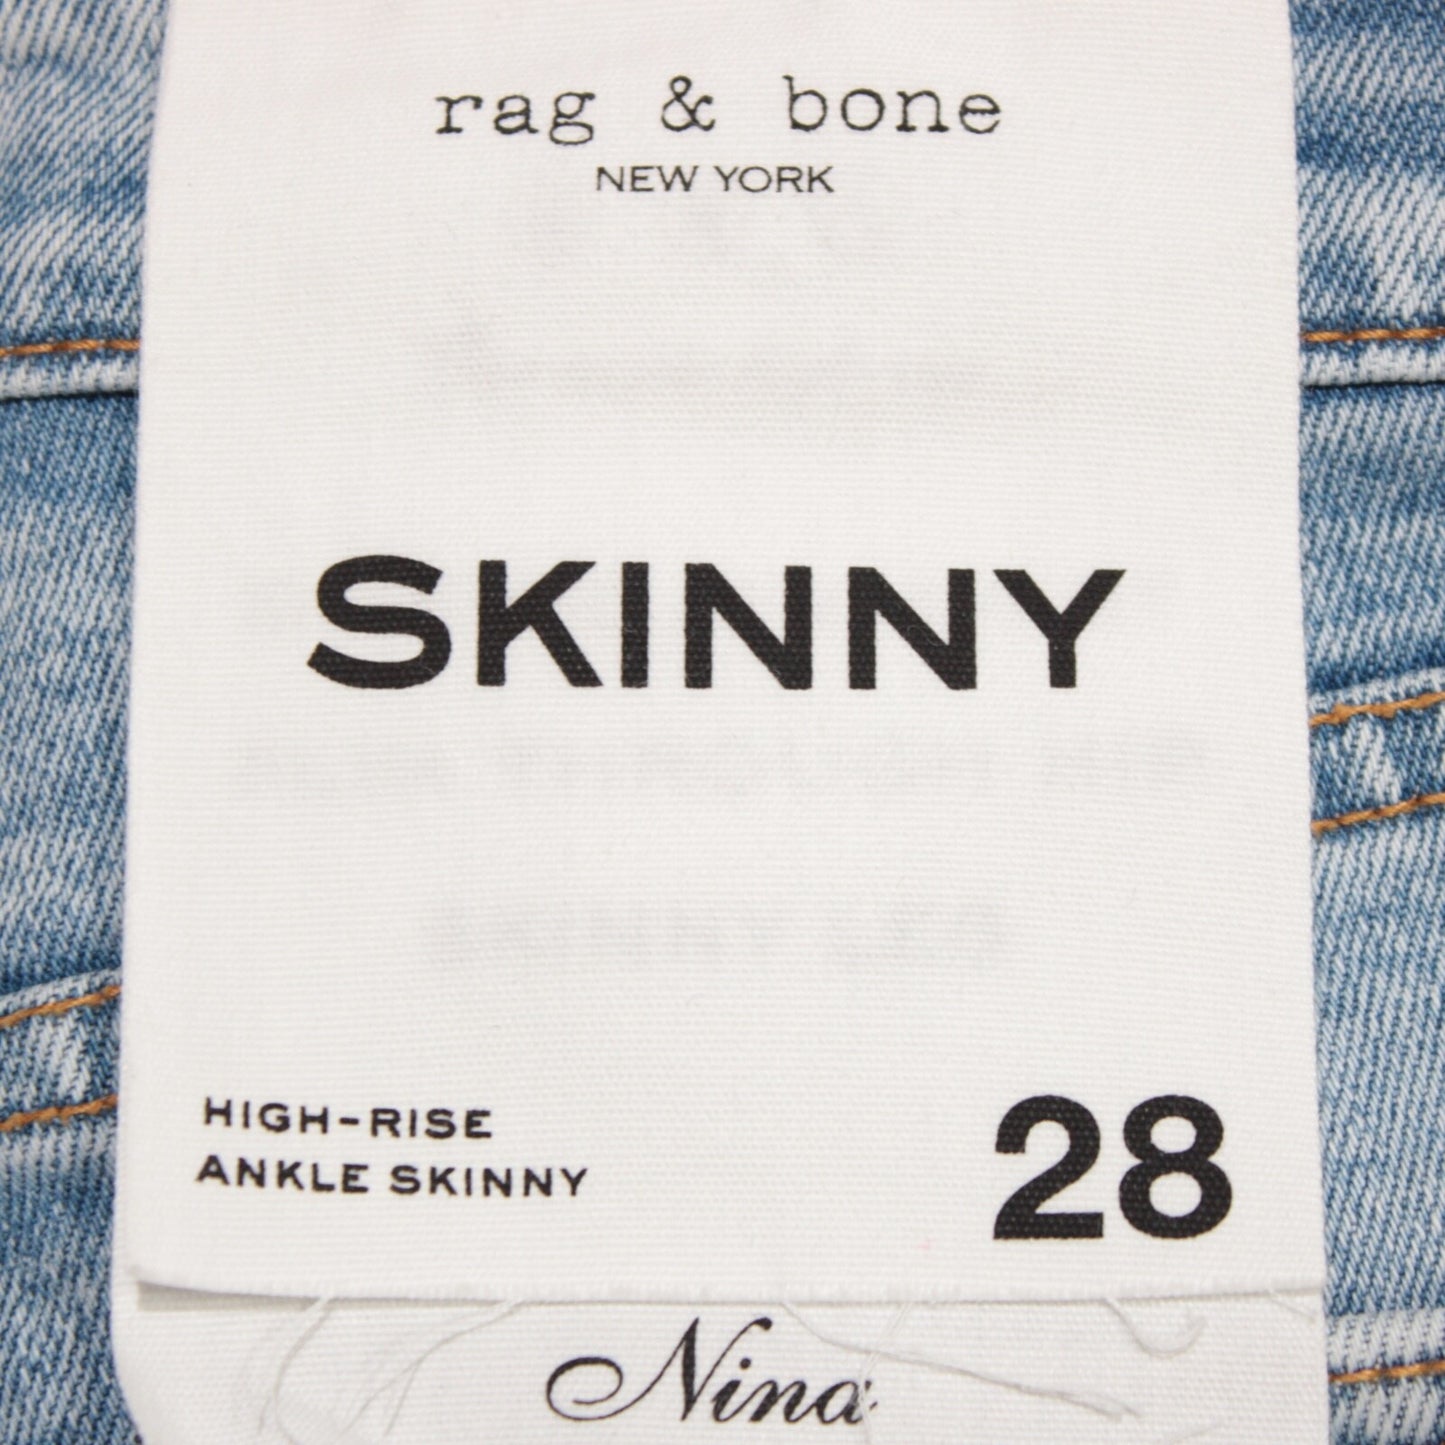 rag & bone
NEW YORK
SKINNY
HIGH-RISE
ANKLE SKINNY
28
Nina